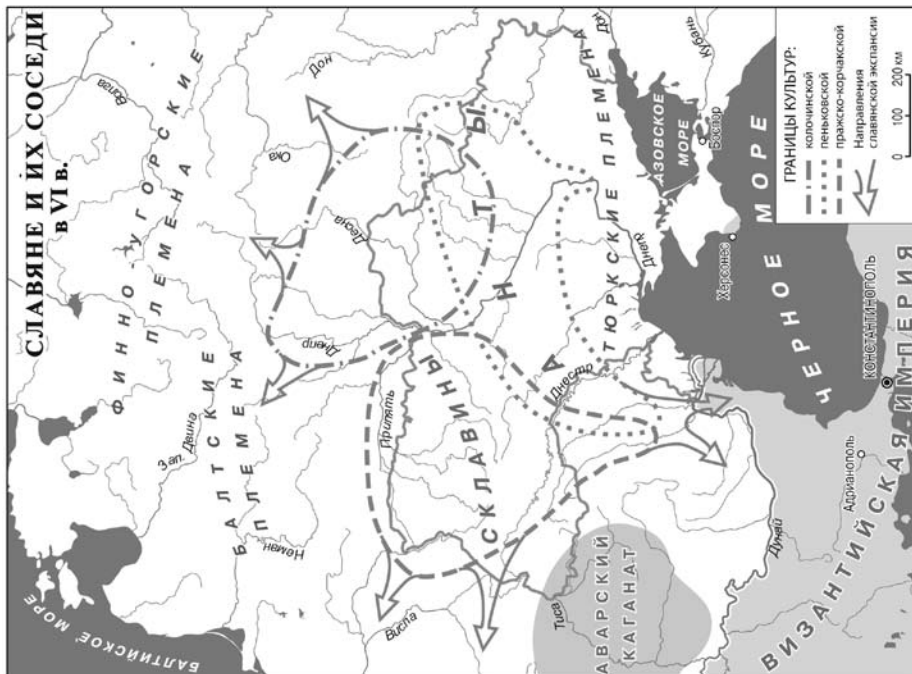 СЛАВЯНЕ И ИХ СОСЕДИ
в VI в.
БАЛТИЙСКОЕ МОРЕ
ФИННО-УГОРСКИЕ
ПЛЕМЕНА
Волга
Зап. Двина
БАЛТСКИЕ
ПЛЕМЕНА
Неман
Днепр
Ока
Дон
Десна
Висла
Припять
СКЛАВИНЫ
АНТЫ
Днестр
Тиса
АВАРСКИЙ
КАГАНАТ
ТЮРКСКИЕ ПЛЕМЕНА
Днепр
Дон
АЗОВСКОЕ
МОРЕ
Кубань
Боспор
Херсонес
ЧЕРНОЕ МОРЕ
Дунай
Адрианополь
КОНСТАНТИНОПОЛЬ
ВИЗАНТИЙСКАЯ ИМПЕРИЯ
ГРАНИЦЫ КУЛЬТУР:
колочинской
пеньковской
пражско-корчакской
Направления
славянской экспансии
0 100 200 км